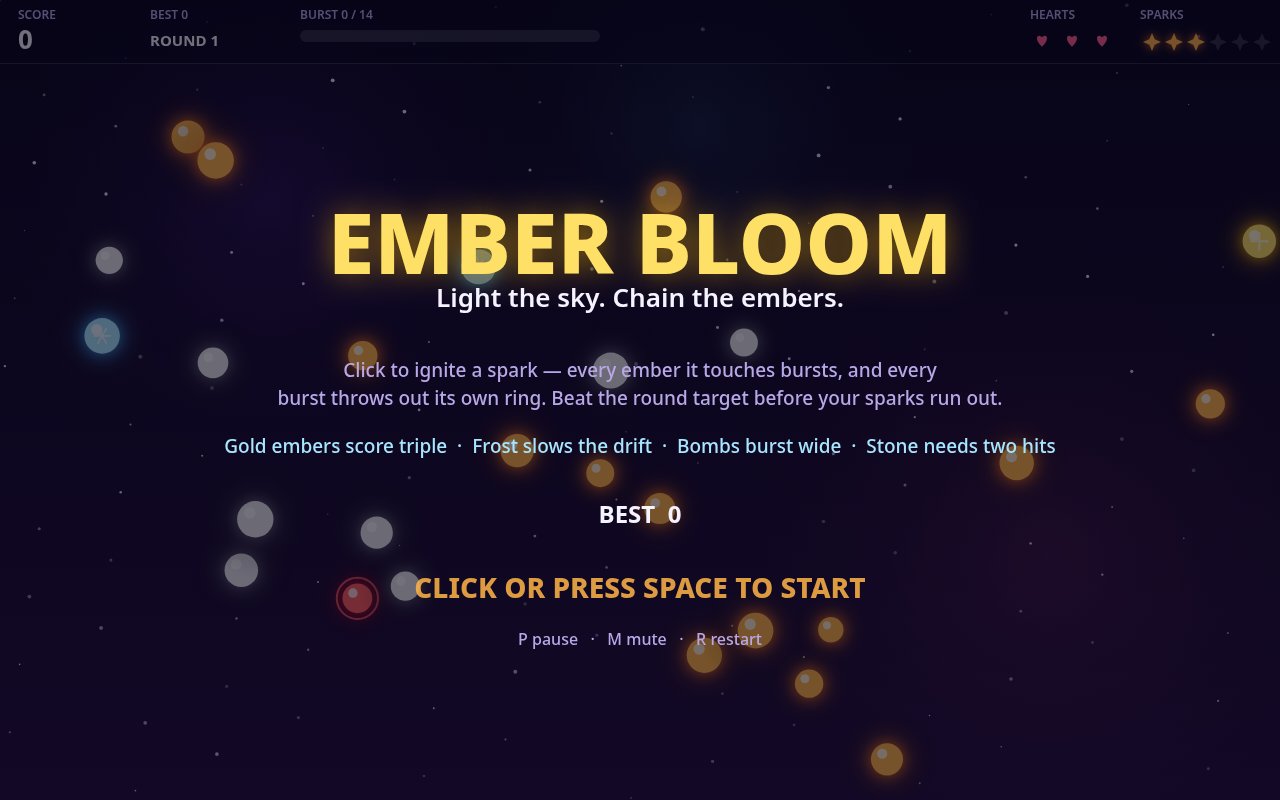 SCORE
0
BEST 0
ROUND 1
BURST 0 / 14
HEARTS
SPARKS
EMBER BLOOM
Light the sky. Chain the embers.
Click to ignite a spark — every ember it touches bursts, and every
burst throws out its own ring. Beat the round target before your sparks run out.
Gold embers score triple · Frost slows the drift · Bombs burst wide · Stone needs two hits
BEST 0
CLICK OR PRESS SPACE TO START
P pause · M mute · R restart